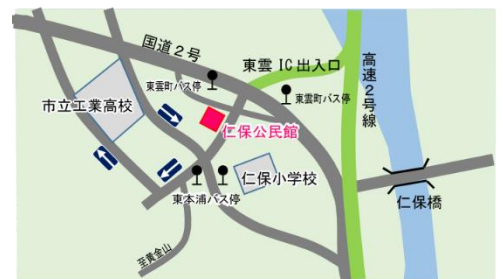 国道2号
東雲 IC 出入口
高速2号線
東雲町バス停
東雲町バス停
市立工業高校
仁保公民館
仁保小学校
東本浦バス停
仁保橋
至黄金山